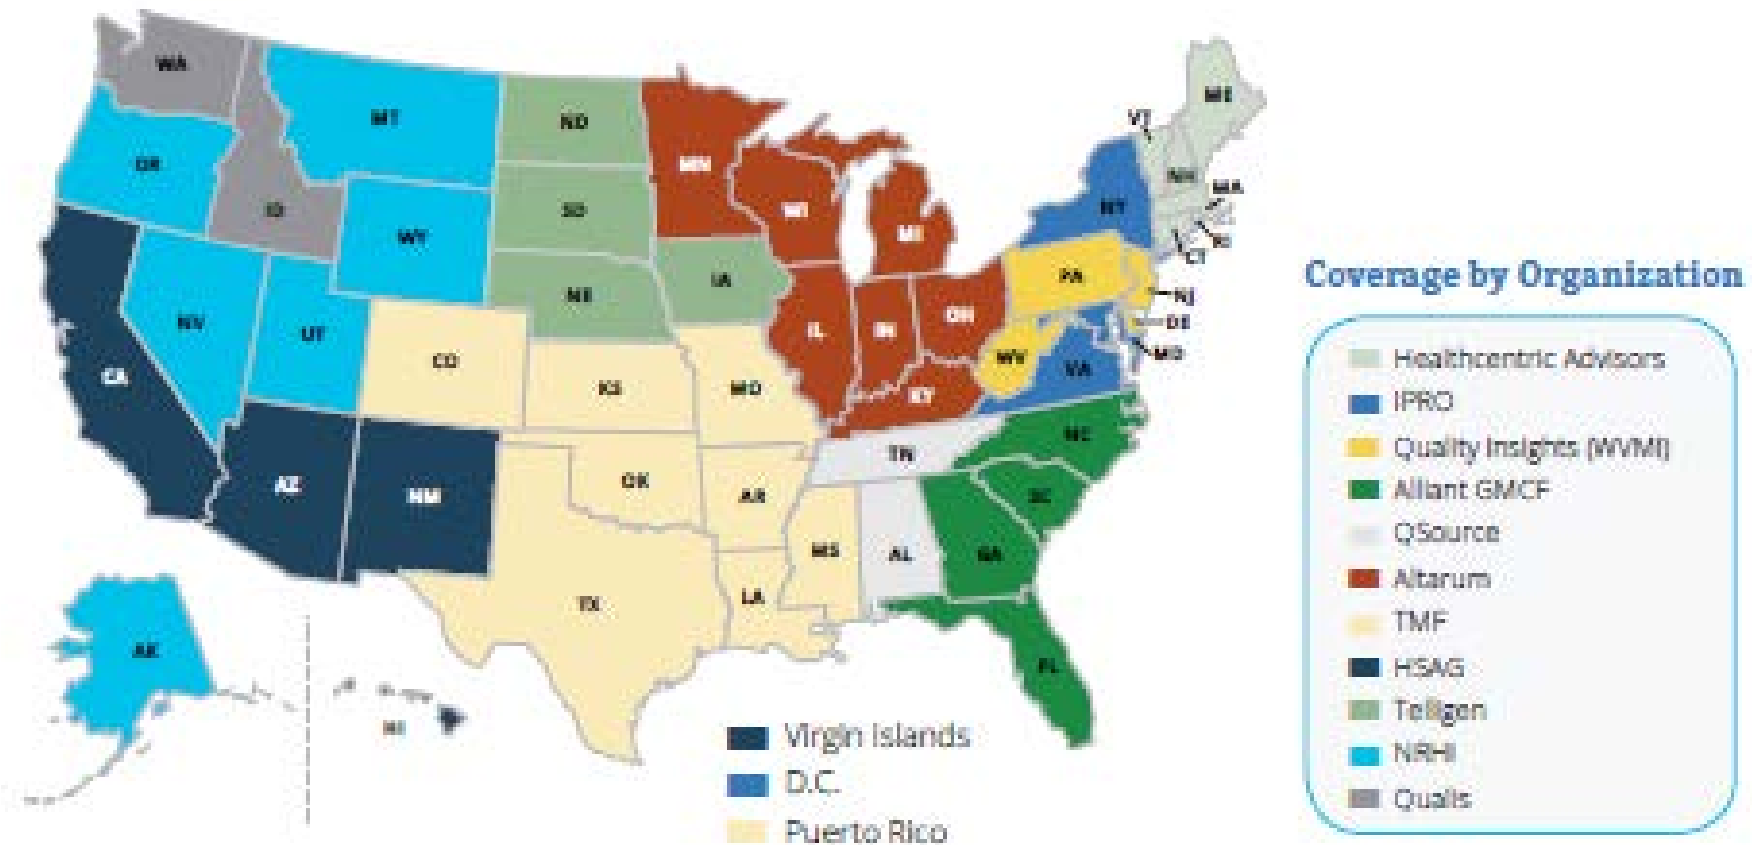 WA
MT
ND
MN
ME
VT
OR
ID
SD
WI
MI
NH
MA
NY
RI
CT
WY
IA
NE
PA
NJ
NV
UT
IL
IN
OH
DE
MD
CA
CO
KS
MO
WV
VA
KY
AZ
NM
OK
AR
TN
NC
SC
TX
LA
MS
AL
GA
FL
AK
HI
Virgin Islands
D.C.
Puerto Rico
Coverage by Organization
Healthcentric Advisors
IPRO
Quality Insights (WVMI)
Alliant GMCF
QSource
Altarum
TMF
HSAG
Telligen
NRHI
Qualis